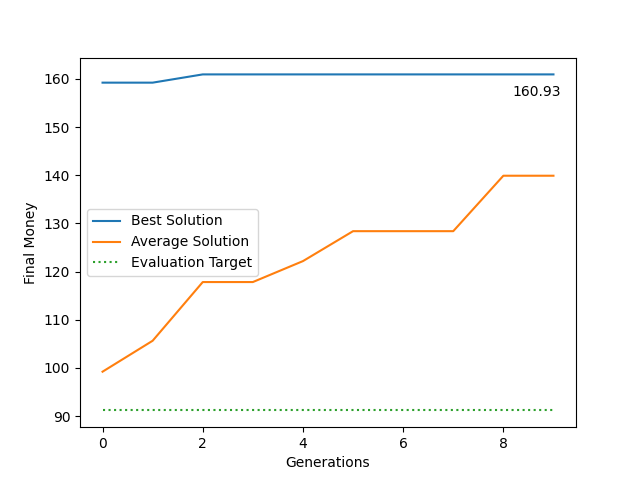 160
150
140
130
120
110
100
90
Final Money
160.93
Best Solution
Average Solution
Evaluation Target
0
2
4
6
8
Generations